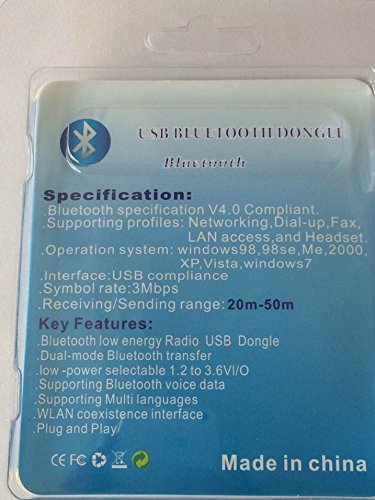 USB BLUETOOTH DONGLE
Bluetooth
Specification:
.Bluetooth specification V4.0 Compliant.
.Supporting profiles: Networking,Dial-up,Fax,
LAN access,and Headset.
.Operation system: windows98,98se,Me,2000,
XP,Vista,windows7
.Interface:USB compliance
.Symbol rate:3Mbps
.Receiving/Sending range: 20m-50m
Key Features:
.Bluetooth low energy Radio USB Dongle
.Dual-mode Bluetooth transfer
.low -power selectable 1.2 to 3.6VI/O
.Supporting Bluetooth voice data
.Supporting Multi languages
.WLAN coexistence interface
.Plug and Play
CE FC
Made in china